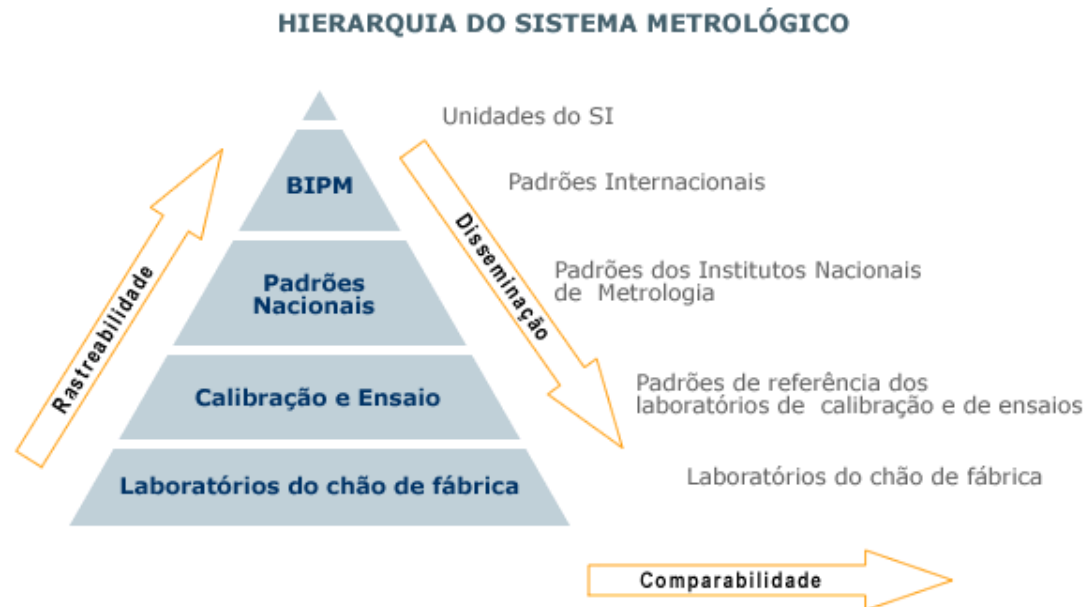 HIERARQUIA DO SISTEMA METROLÓGICO
Unidades do SI
BIPM
Padrões Internacionais
Rastreabilidade
Disseminação
Padrões
Nacionais
Padrões dos Institutos Nacionais
de Metrologia
Calibração e Ensaio
Padrões de referência dos
laboratórios de calibração e de ensaios
Laboratórios do chão de fábrica
Laboratórios do chão de fábrica
Comparabilidade